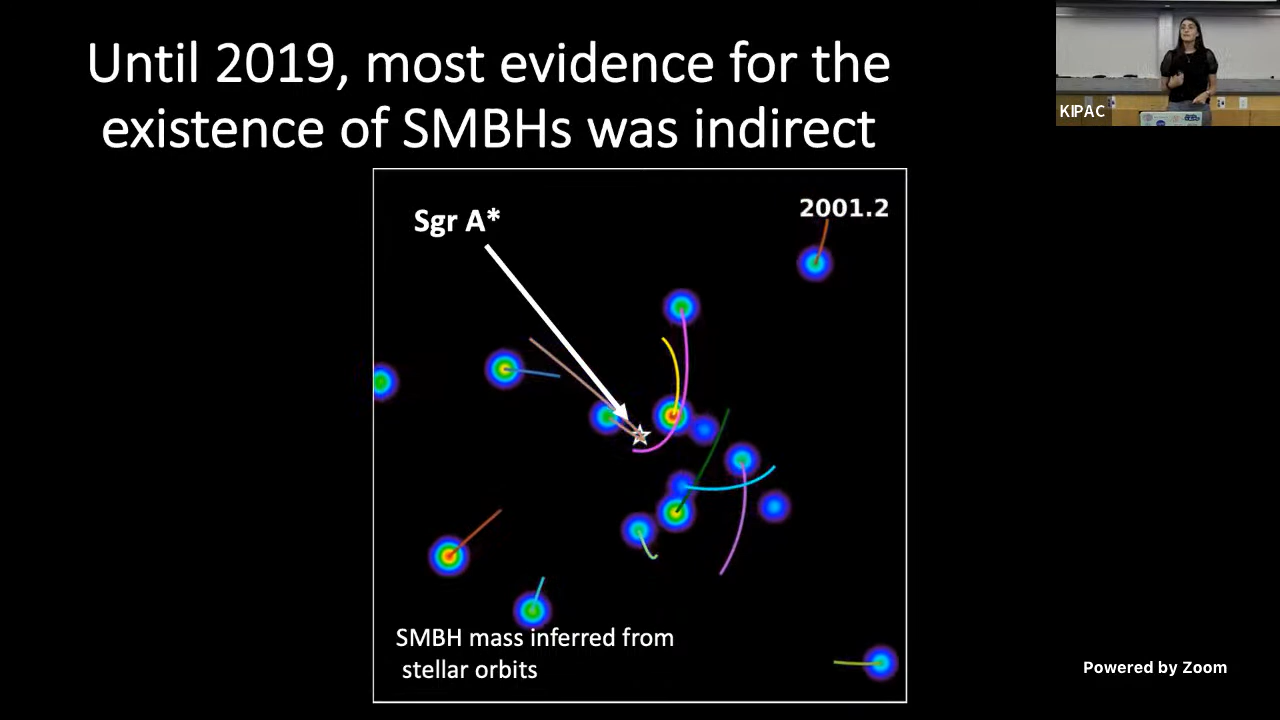 Until 2019, most evidence for the
existence of SMBHs was indirect
KIPAC
Sgr A*
2001.2
SMBH mass inferred from
stellar orbits
Powered by Zoom